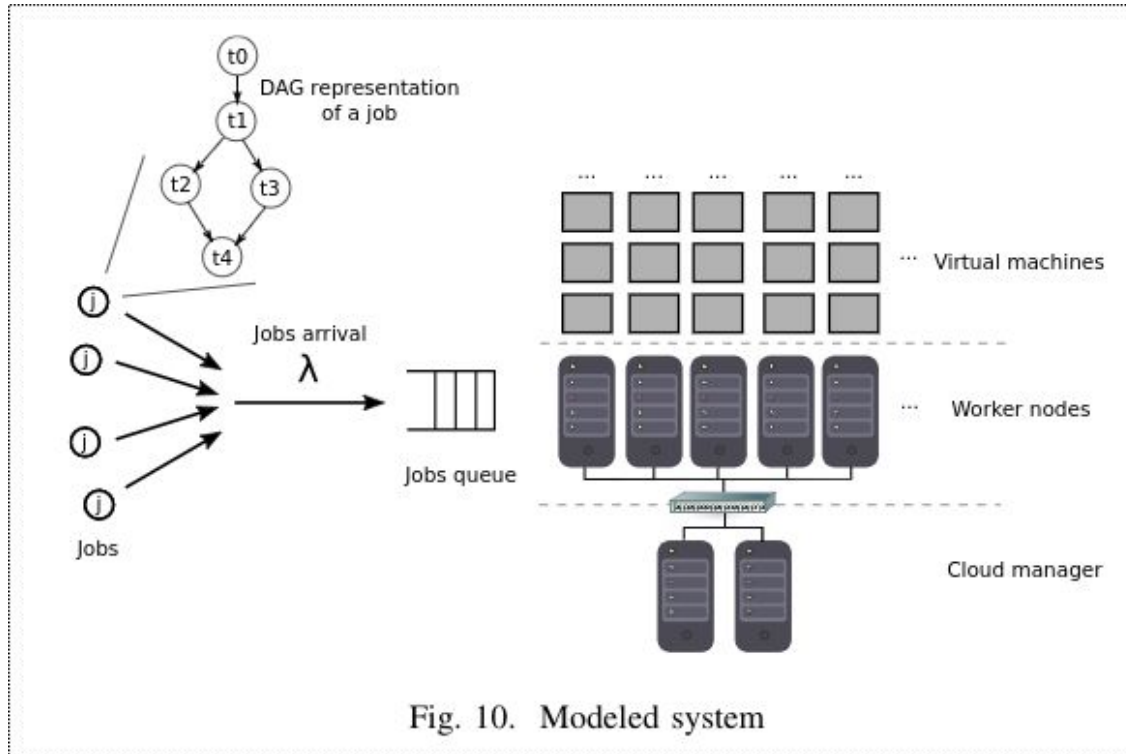 t0
DAG representation
of a job
t1
t2
t3
t4
j
Jobs arrival
λ
j
j
j
Jobs
Jobs queue
... ... ... ... ...
... Virtual machines
... Worker nodes
Cloud manager
Fig. 10. Modeled system